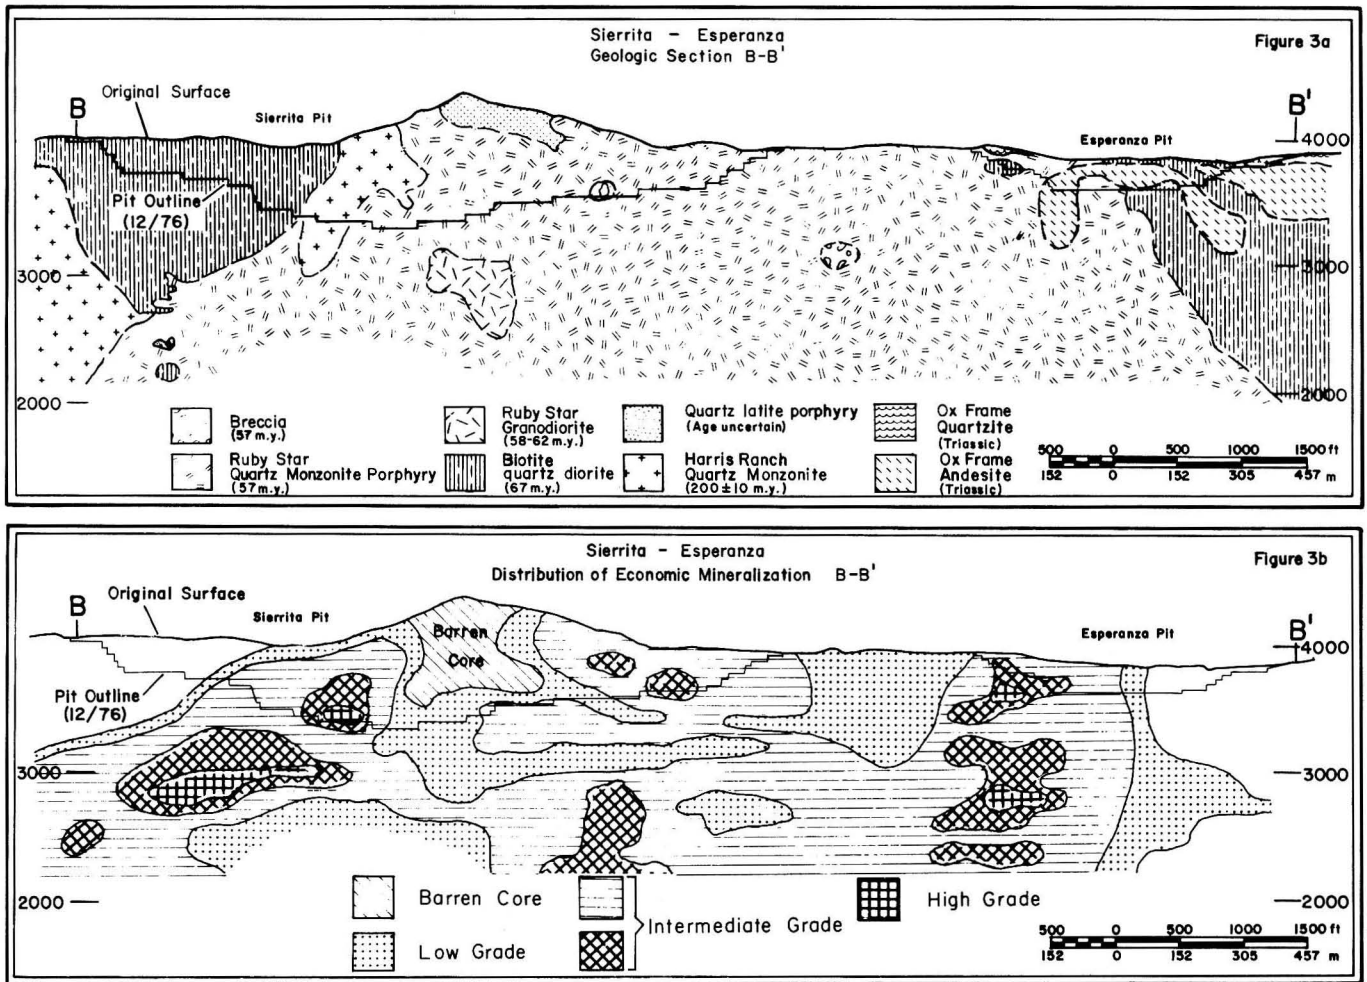 Sierrita – Esperanza
Geologic Section B-B'
Figure 3a
B
Original Surface
Sierrita Pit
B'
Esperanza Pit
4000
Pit Outline
(12/76)
3000
3000
2000
2000
Breccia
(57 m.y.)
Ruby Star
Granodiorite
(58-62 m.y.)
Quartz latite porphyry
(Age uncertain)
Ox Frame
Quartzite
(Triassic)
Ruby Star
Quartz Monzonite Porphyry
(57 m.y.)
Biotite
quartz diorite
(67 m.y.)
Harris Ranch
Quartz Monzonite
(200±10 m.y.)
Ox Frame
Andesite
(Triassic)
500 0 500 1000 1500 ft
152 0 152 305 457 m
Sierrita – Esperanza
Distribution of Economic Mineralization B-B'
Figure 3b
B
Original Surface
Sierrita Pit
Barren
Core
Esperanza Pit
B'
4000
Pit Outline
(12/76)
3000
3000
2000
2000
Barren Core
Low Grade
Intermediate Grade
High Grade
500 0 500 1000 1500 ft
152 0 152 305 457 m